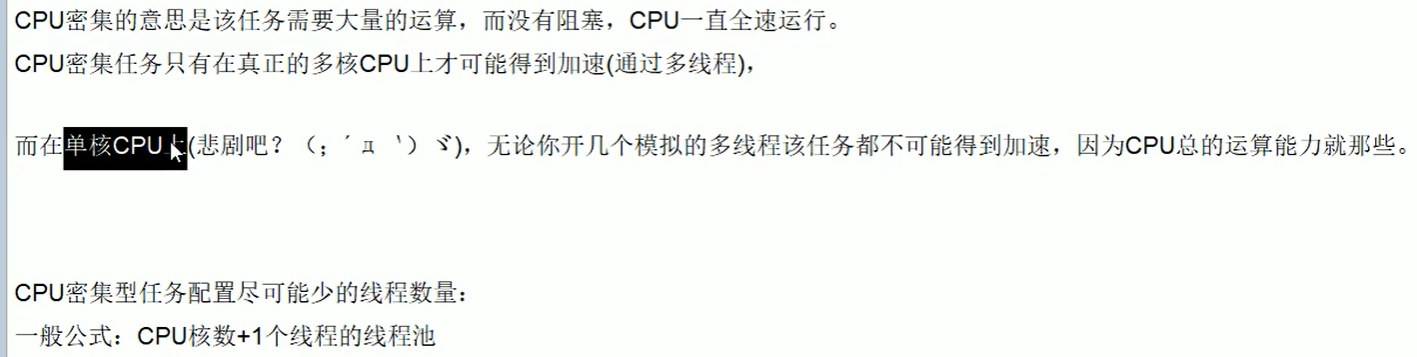 CPU密集的意思是该任务需要大量的运算，而没有阻塞，CPU一直全速运行。
CPU密集任务只有在真正的多核CPU上才可能得到加速(通过多线程)，
而在单核CPU上(悲剧吧？（；´д｀）ゞ)，无论你开几个模拟的多线程该任务都不可能得到加速，因为CPU总的运算能力就那些。
CPU密集型任务配置尽可能少的线程数量：
一般公式：CPU核数+1个线程的线程池